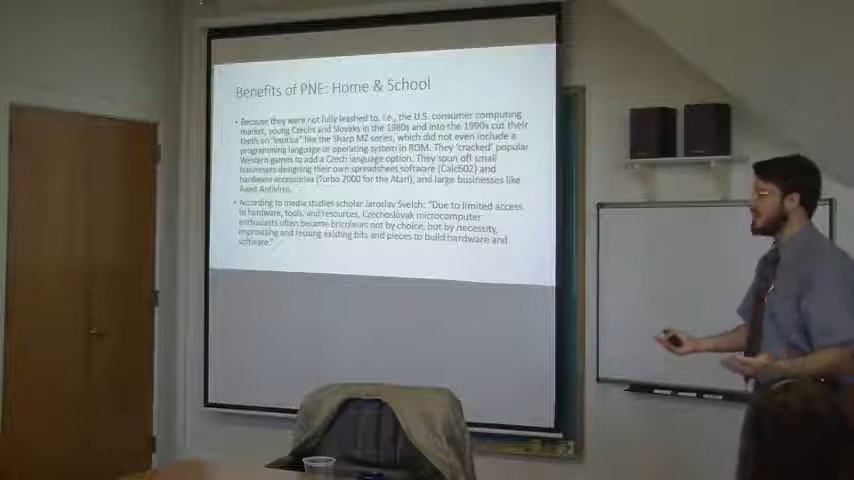 Benefits of PNE: Home & School
• Because they were not fully leashed to, i.e., the U.S. consumer computing
market, young Czechs and Slovaks in the 1980s and into the 1990s cut their
teeth on "exotica" like the Sharp MZ series, which did not even include a
programming language or operating system in ROM. They 'cracked' popular
Western games to add a Czech language option. They spun off small
businesses designing their own spreadsheet software (Calc602) and
hardware accessories (Turbo 2000 for the Atari), and large businesses like
Avast Antivirus.
• According to media studies scholar Jaroslav Svelch: "Due to limited access
to hardware, tools, and resources, Czechoslovak microcomputer
enthusiasts often became bricoleurs not by choice, but by necessity,
improvising and reusing existing bits and pieces to build hardware and
software."